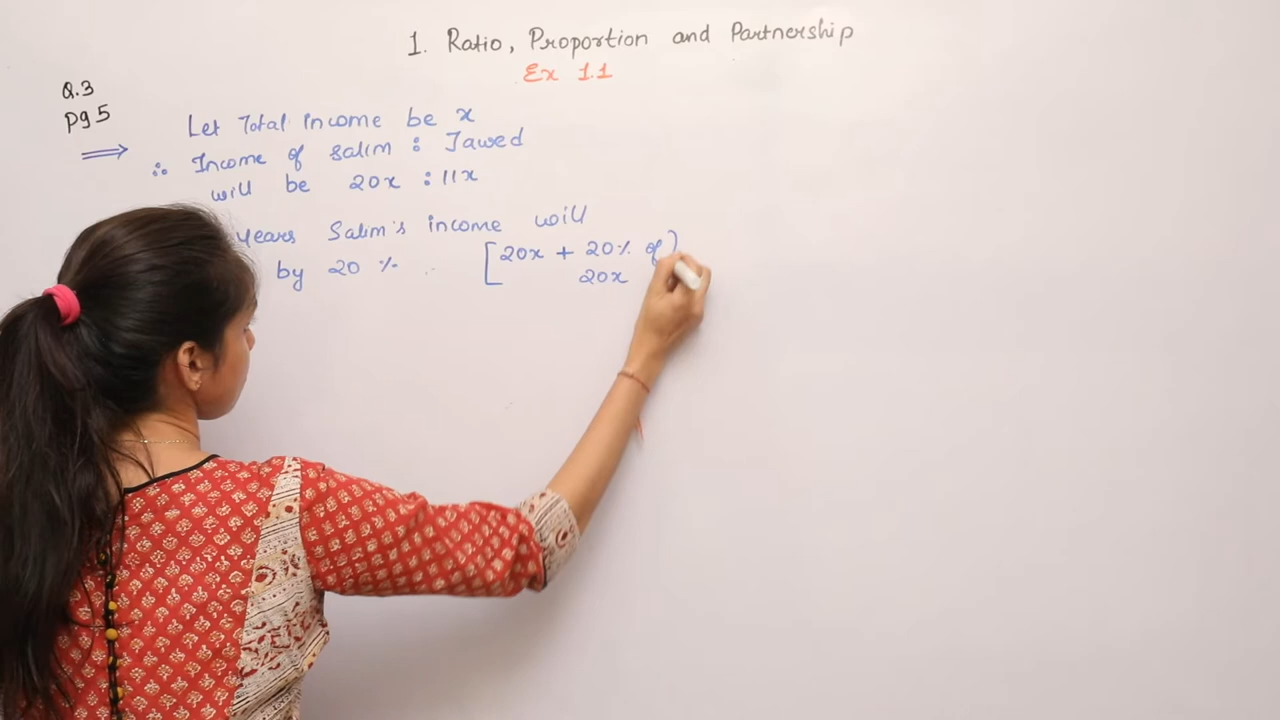 1. Ratio, Proportion and Partnership
Ex 1.1
Q.3
Pg 5
Let Total Income be x
∴ Income of Salim : Jawed
will be 20x : 11x
years Salim's income will
by 20 % [20x + 20% of
20x